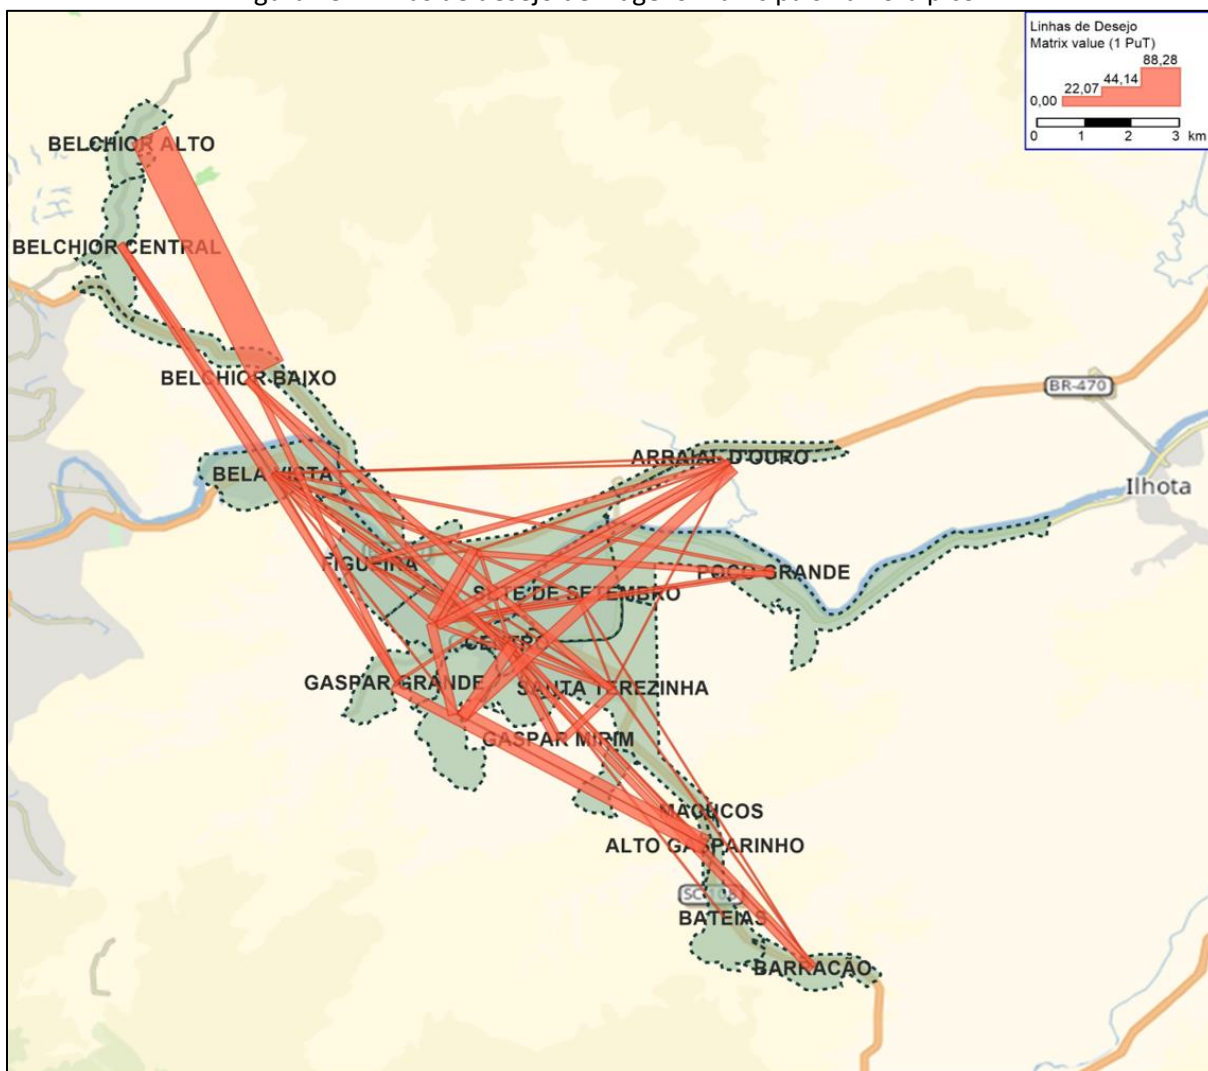 Linhas de Desejo
Matrix value (1 PuT)
88,28
44,14
22,07
0,00
0 1 2 3 km
BELCHIOR ALTO
BELCHIOR CENTRAL
BELCHIOR BAIXO
BR-470
ARRAIAL D'OURO
BELA VISTA
Ilhota
FIGUEIRA
POÇO GRANDE
SETE DE SETEMBRO
CENTRO
GASPAR GRANDE
SANTA TEREZINHA
GASPAR MIRIM
MACUCOS
ALTO GASPARINHO
BATEIAS
BARRACÃO